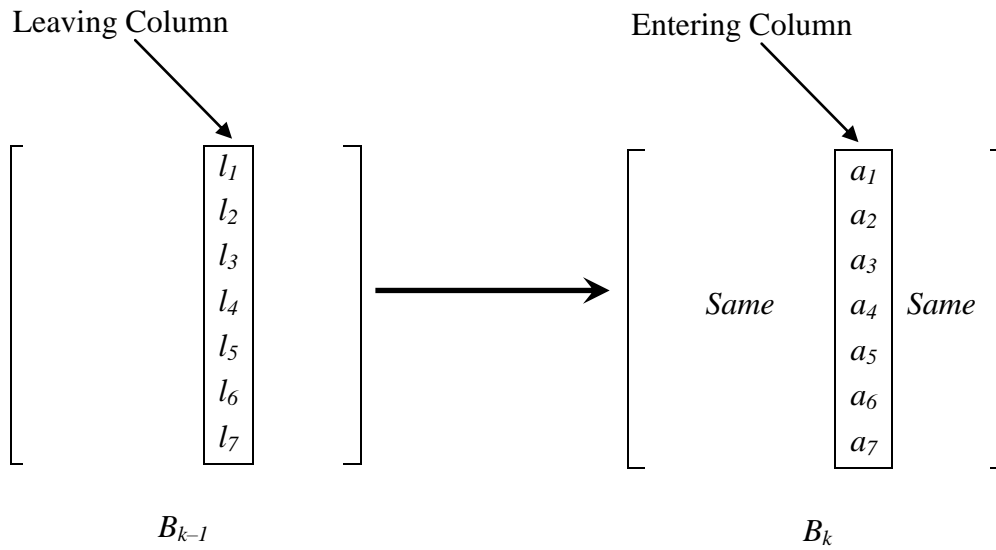 Leaving Column
Entering Column
l1
l2
l3
l4
l5
l6
l7
a1
a2
a3
Same a4 Same
a5
a6
a7
Bk–1
Bk